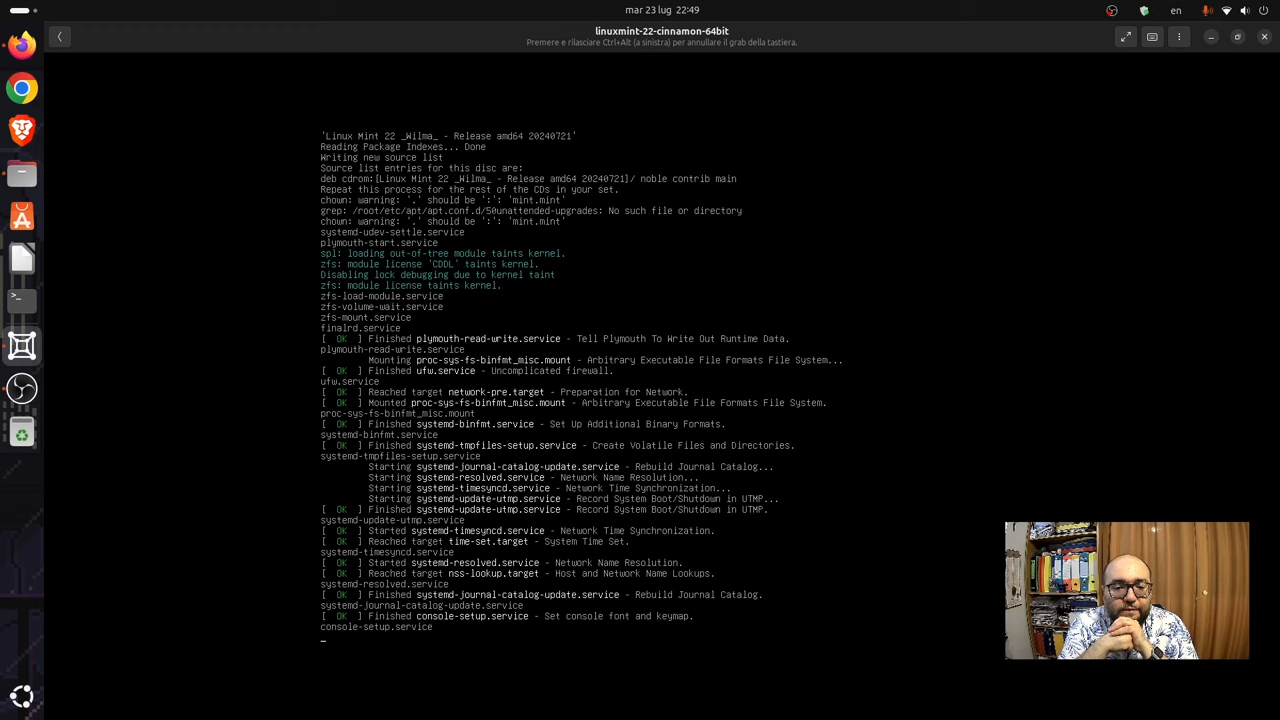 mar 23 lug 22:49
en
linuxmint-22-cinnamon-64bit
Premere e rilasciare Ctrl+Alt (a sinistra) per annullare il grab della tastiera.
'Linux Mint 22 _Wilma_ - Release amd64 20240721'
Reading Package Indexes... Done
Writing new source list
Source list entries for this disc are:
deb cdrom:[Linux Mint 22 _Wilma_ - Release amd64 20240721]/ noble contrib main
Repeat this process for the rest of the CDs in your set.
chown: warning: '.' should be ':': 'mint.mint'
grep: /root/etc/apt/apt.conf.d/50unattended-upgrades: No such file or directory
chown: warning: '.' should be ':': 'mint.mint'
systemd-udev-settle.service
plymouth-start.service
spl: loading out-of-tree module taints kernel.
zfs: module license 'CDDL' taints kernel.
Disabling lock debugging due to kernel taint
zfs: module license taints kernel.
zfs-load-module.service
zfs-volume-wait.service
zfs-mount.service
finalrd.service
[ OK ] Finished plymouth-read-write.service - Tell Plymouth To Write Out Runtime Data.
plymouth-read-write.service
Mounting proc-sys-fs-binfmt_misc.mount - Arbitrary Executable File Formats File System...
[ OK ] Finished ufw.service - Uncomplicated firewall.
ufw.service
[ OK ] Reached target network-pre.target - Preparation for Network.
[ OK ] Mounted proc-sys-fs-binfmt_misc.mount - Arbitrary Executable File Formats File System.
proc-sys-fs-binfmt_misc.mount
[ OK ] Finished systemd-binfmt.service - Set Up Additional Binary Formats.
systemd-binfmt.service
[ OK ] Finished systemd-tmpfiles-setup.service - Create Volatile Files and Directories.
systemd-tmpfiles-setup.service
Starting systemd-journal-catalog-update.service - Rebuild Journal Catalog...
Starting systemd-resolved.service - Network Name Resolution...
Starting systemd-timesyncd.service - Network Time Synchronization...
Starting systemd-update-utmp.service - Record System Boot/Shutdown in UTMP...
[ OK ] Finished systemd-update-utmp.service - Record System Boot/Shutdown in UTMP.
systemd-update-utmp.service
[ OK ] Started systemd-timesyncd.service - Network Time Synchronization.
[ OK ] Reached target time-set.target - System Time Set.
systemd-timesyncd.service
[ OK ] Started systemd-resolved.service - Network Name Resolution.
[ OK ] Reached target nss-lookup.target - Host and Network Name Lookups.
systemd-resolved.service
[ OK ] Finished systemd-journal-catalog-update.service - Rebuild Journal Catalog.
systemd-journal-catalog-update.service
[ OK ] Finished console-setup.service - Set console font and keymap.
console-setup.service